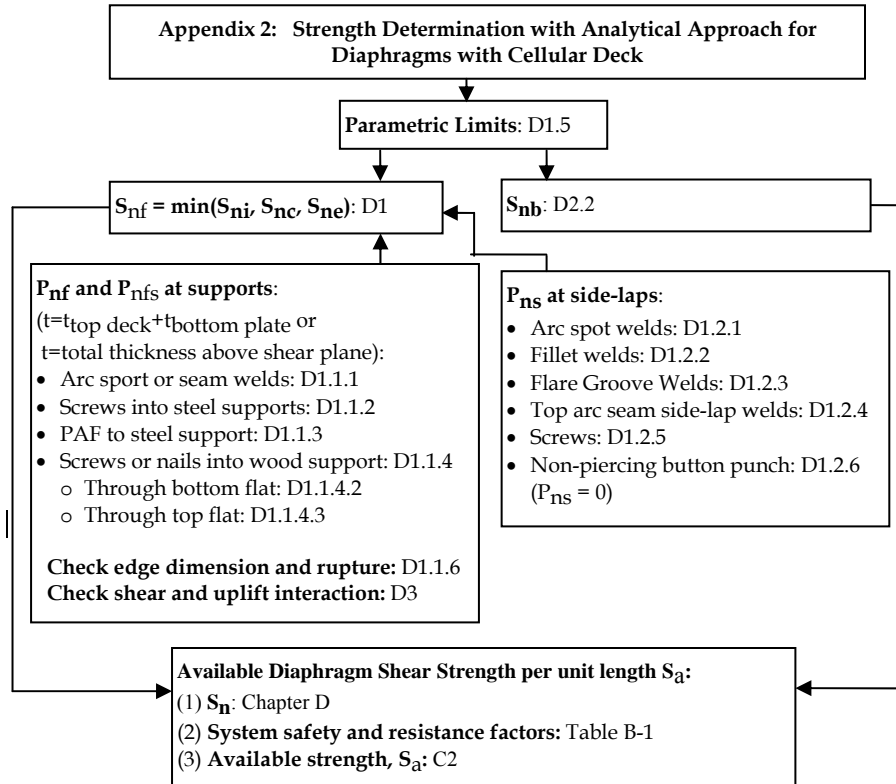 Appendix 2: Strength Determination with Analytical Approach for
Diaphragms with Cellular Deck
Parametric Limits: D1.5
Snf = min(Sni, Snc, Sne): D1
Snb: D2.2
Pnf and Pnfs at supports:
(t=ttop deck+tbottom plate or
t=total thickness above shear plane):
• Arc sport or seam welds: D1.1.1
• Screws into steel supports: D1.1.2
• PAF to steel support: D1.1.3
• Screws or nails into wood support: D1.1.4
o Through bottom flat: D1.1.4.2
o Through top flat: D1.1.4.3
Check edge dimension and rupture: D1.1.6
Check shear and uplift interaction: D3
Pns at side-laps:
• Arc spot welds: D1.2.1
• Fillet welds: D1.2.2
• Flare Groove Welds: D1.2.3
• Top arc seam side-lap welds: D1.2.4
• Screws: D1.2.5
• Non-piercing button punch: D1.2.6
(Pns = 0)
Available Diaphragm Shear Strength per unit length Sa:
(1) Sn: Chapter D
(2) System safety and resistance factors: Table B-1
(3) Available strength, Sa: C2